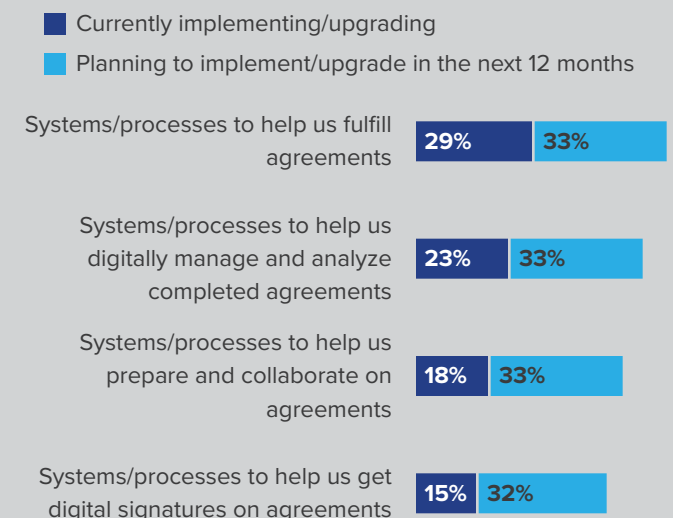 Currently implementing/upgrading
Planning to implement/upgrade in the next 12 months
Systems/processes to help us fulfill
agreements
29% 33%
Systems/processes to help us
digitally manage and analyze
completed agreements
23% 33%
Systems/processes to help us
prepare and collaborate on
agreements
18% 33%
Systems/processes to help us get
digital signatures on agreements
15% 32%